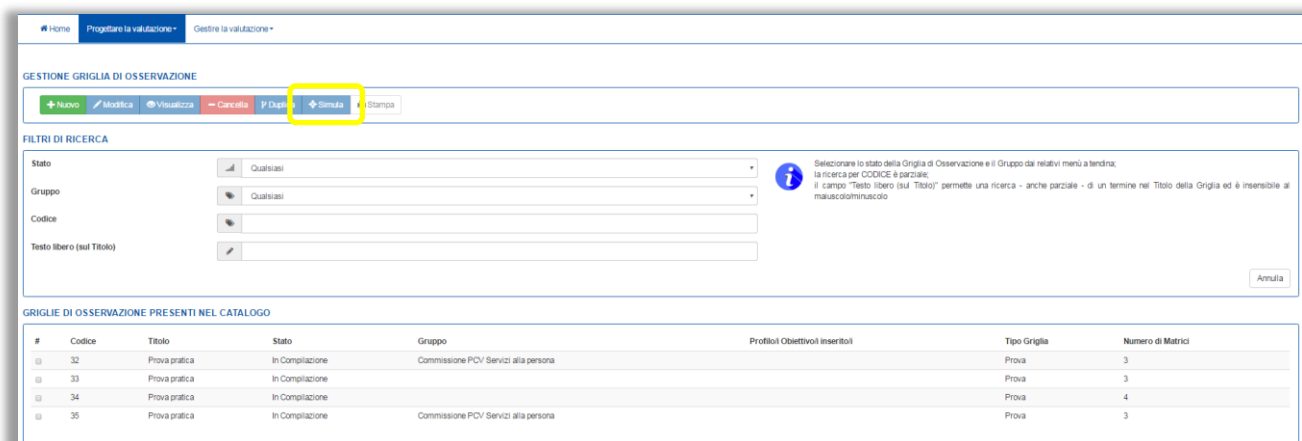 Home Progettare la valutazione Gestire la valutazione
GESTIONE GRIGLIA DI OSSERVAZIONE
Nuovo Modifica Visualizza Cancella Duplica Simula Stampa
FILTRI DI RICERCA
Stato Qualsiasi
Gruppo Qualsiasi
Codice
Testo libero (sul Titolo)
Selezionare lo stato della Griglia di Osservazione e il Gruppo dai relativi menù a tendina;
la ricerca per CODICE è parziale;
il campo "Testo libero (sul Titolo)" permette una ricerca - anche parziale - di un termine nel Titolo della Griglia ed è insensibile al
maiuscolo/minuscolo
Annulla
GRIGLIE DI OSSERVAZIONE PRESENTI NEL CATALOGO
# Codice Titolo Stato Gruppo Profilo/i Obiettivo/i inserito/i Tipo Griglia Numero di Matrici
32 Prova pratica In Compilazione Commissione PCV Servizi alla persona Prova 3
33 Prova pratica In Compilazione Prova 3
34 Prova pratica In Compilazione Prova 4
35 Prova pratica In Compilazione Commissione PCV Servizi alla persona Prova 3